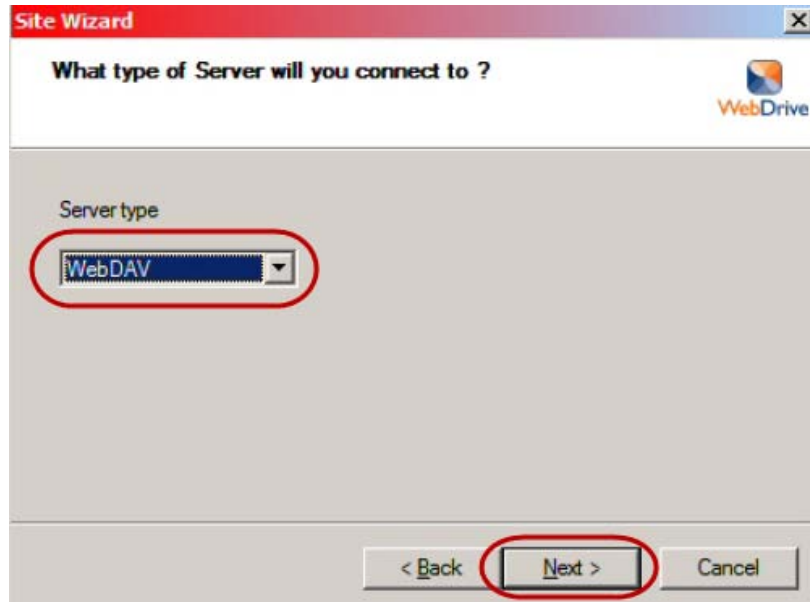 Site Wizard
What type of Server will you connect to ?
WebDrive
Server type
WebDAV
< Back
Next >
Cancel